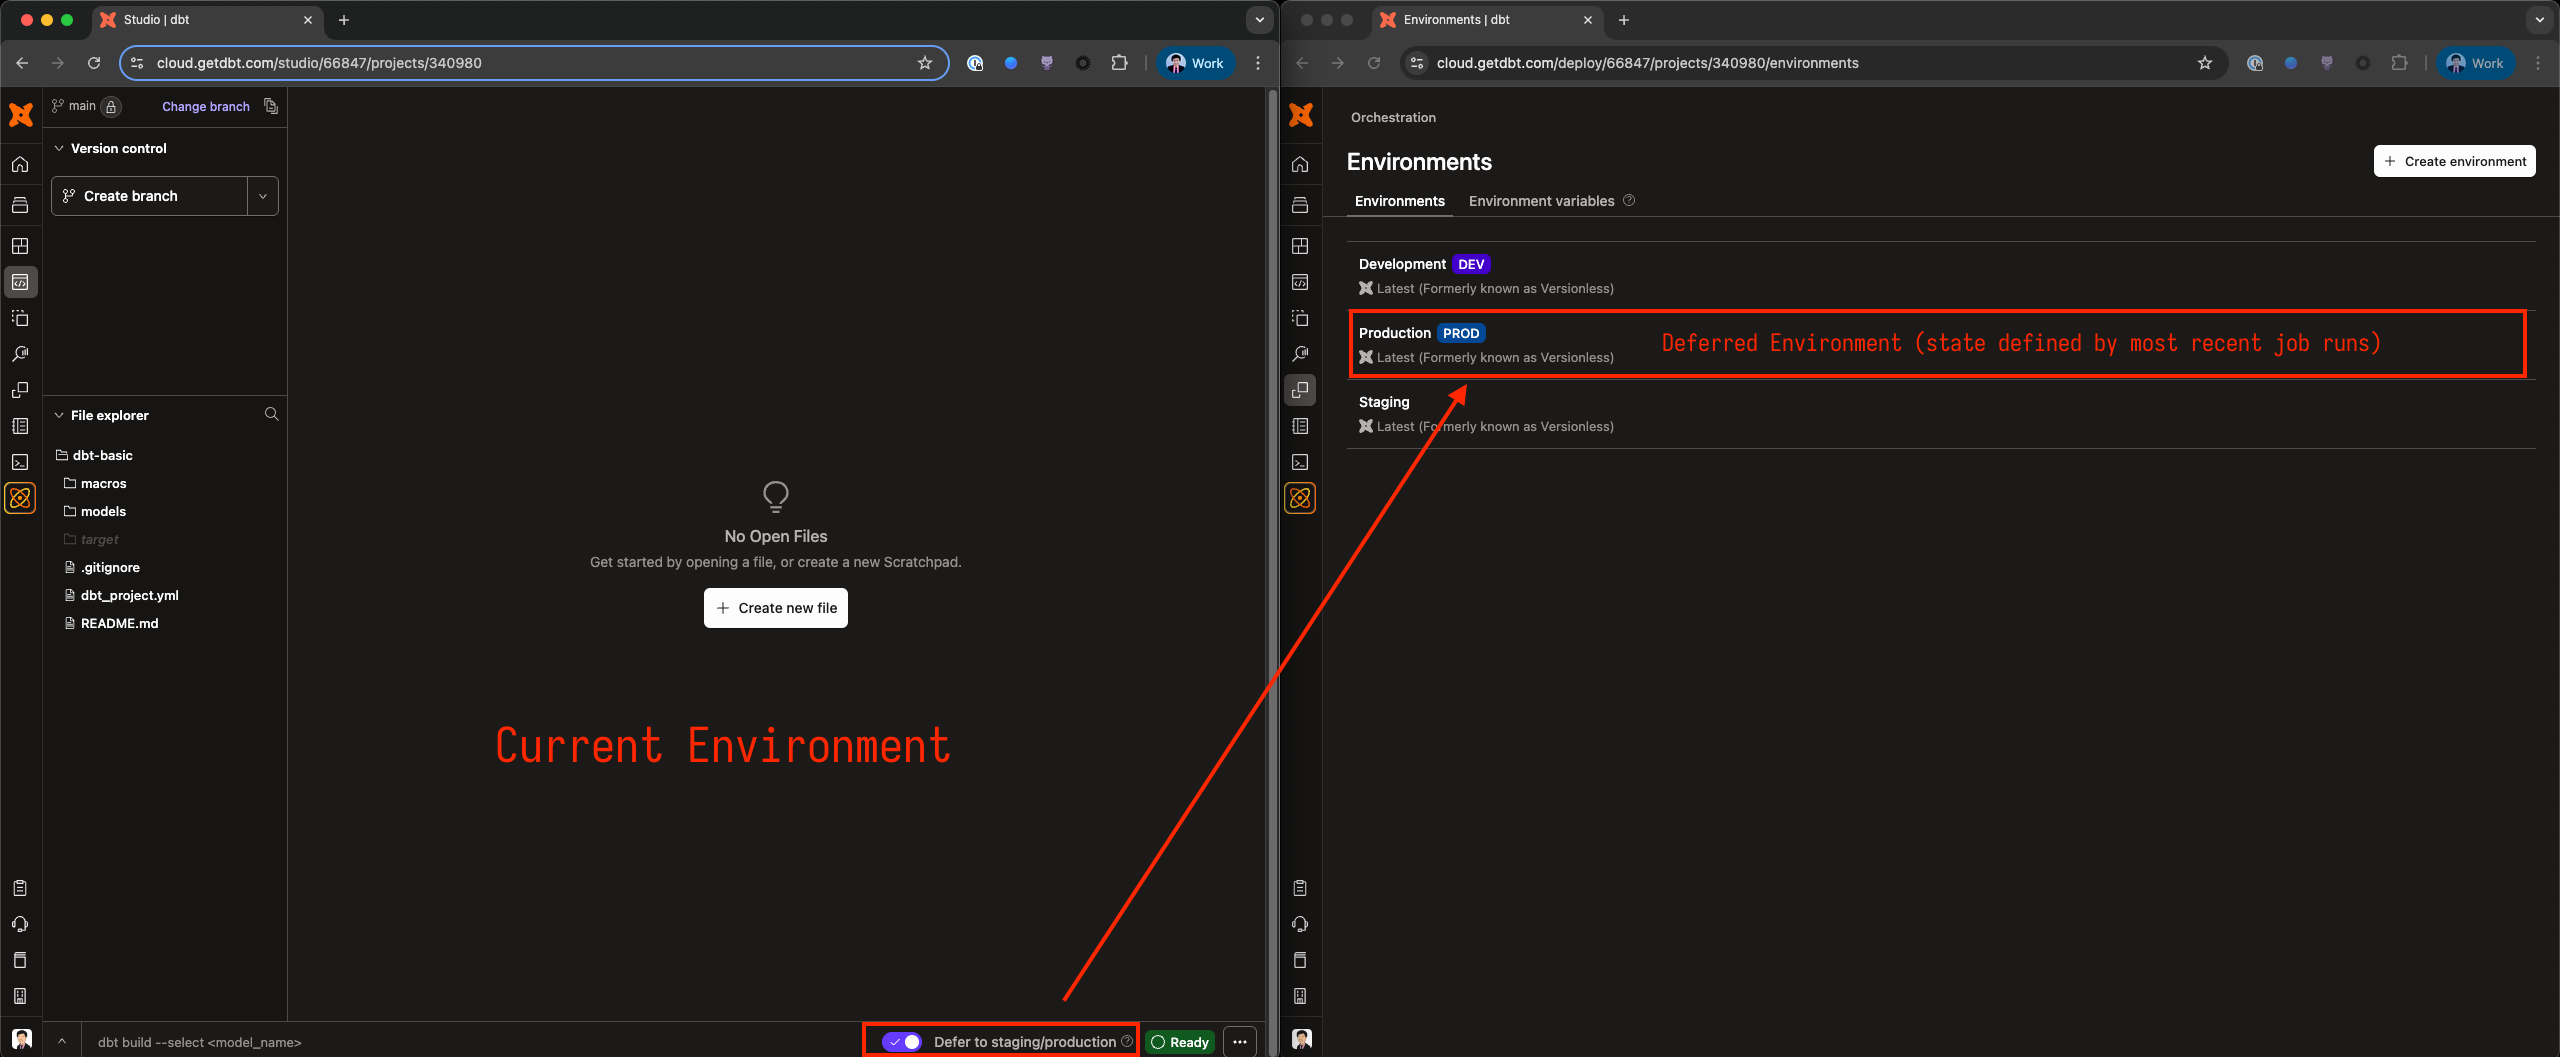 Studio | dbt
cloud.getdbt.com/studio/66847/projects/340980
Work
main
Change branch
Version control
Create branch
File explorer
dbt-basic
macros
models
target
.gitignore
dbt_project.yml
README.md
No Open Files
Get started by opening a file, or create a new Scratchpad.
Create new file
Current Environment
dbt build --select <model_name>
Defer to staging/production
Ready
Environments | dbt
cloud.getdbt.com/deploy/66847/projects/340980/environments
Work
Orchestration
Environments
Create environment
Environments
Environment variables
Development DEV
Latest (Formerly known as Versionless)
Production PROD
Latest (Formerly known as Versionless)
Deferred Environment (state defined by most recent job runs)
Staging
Latest (Formerly known as Versionless)